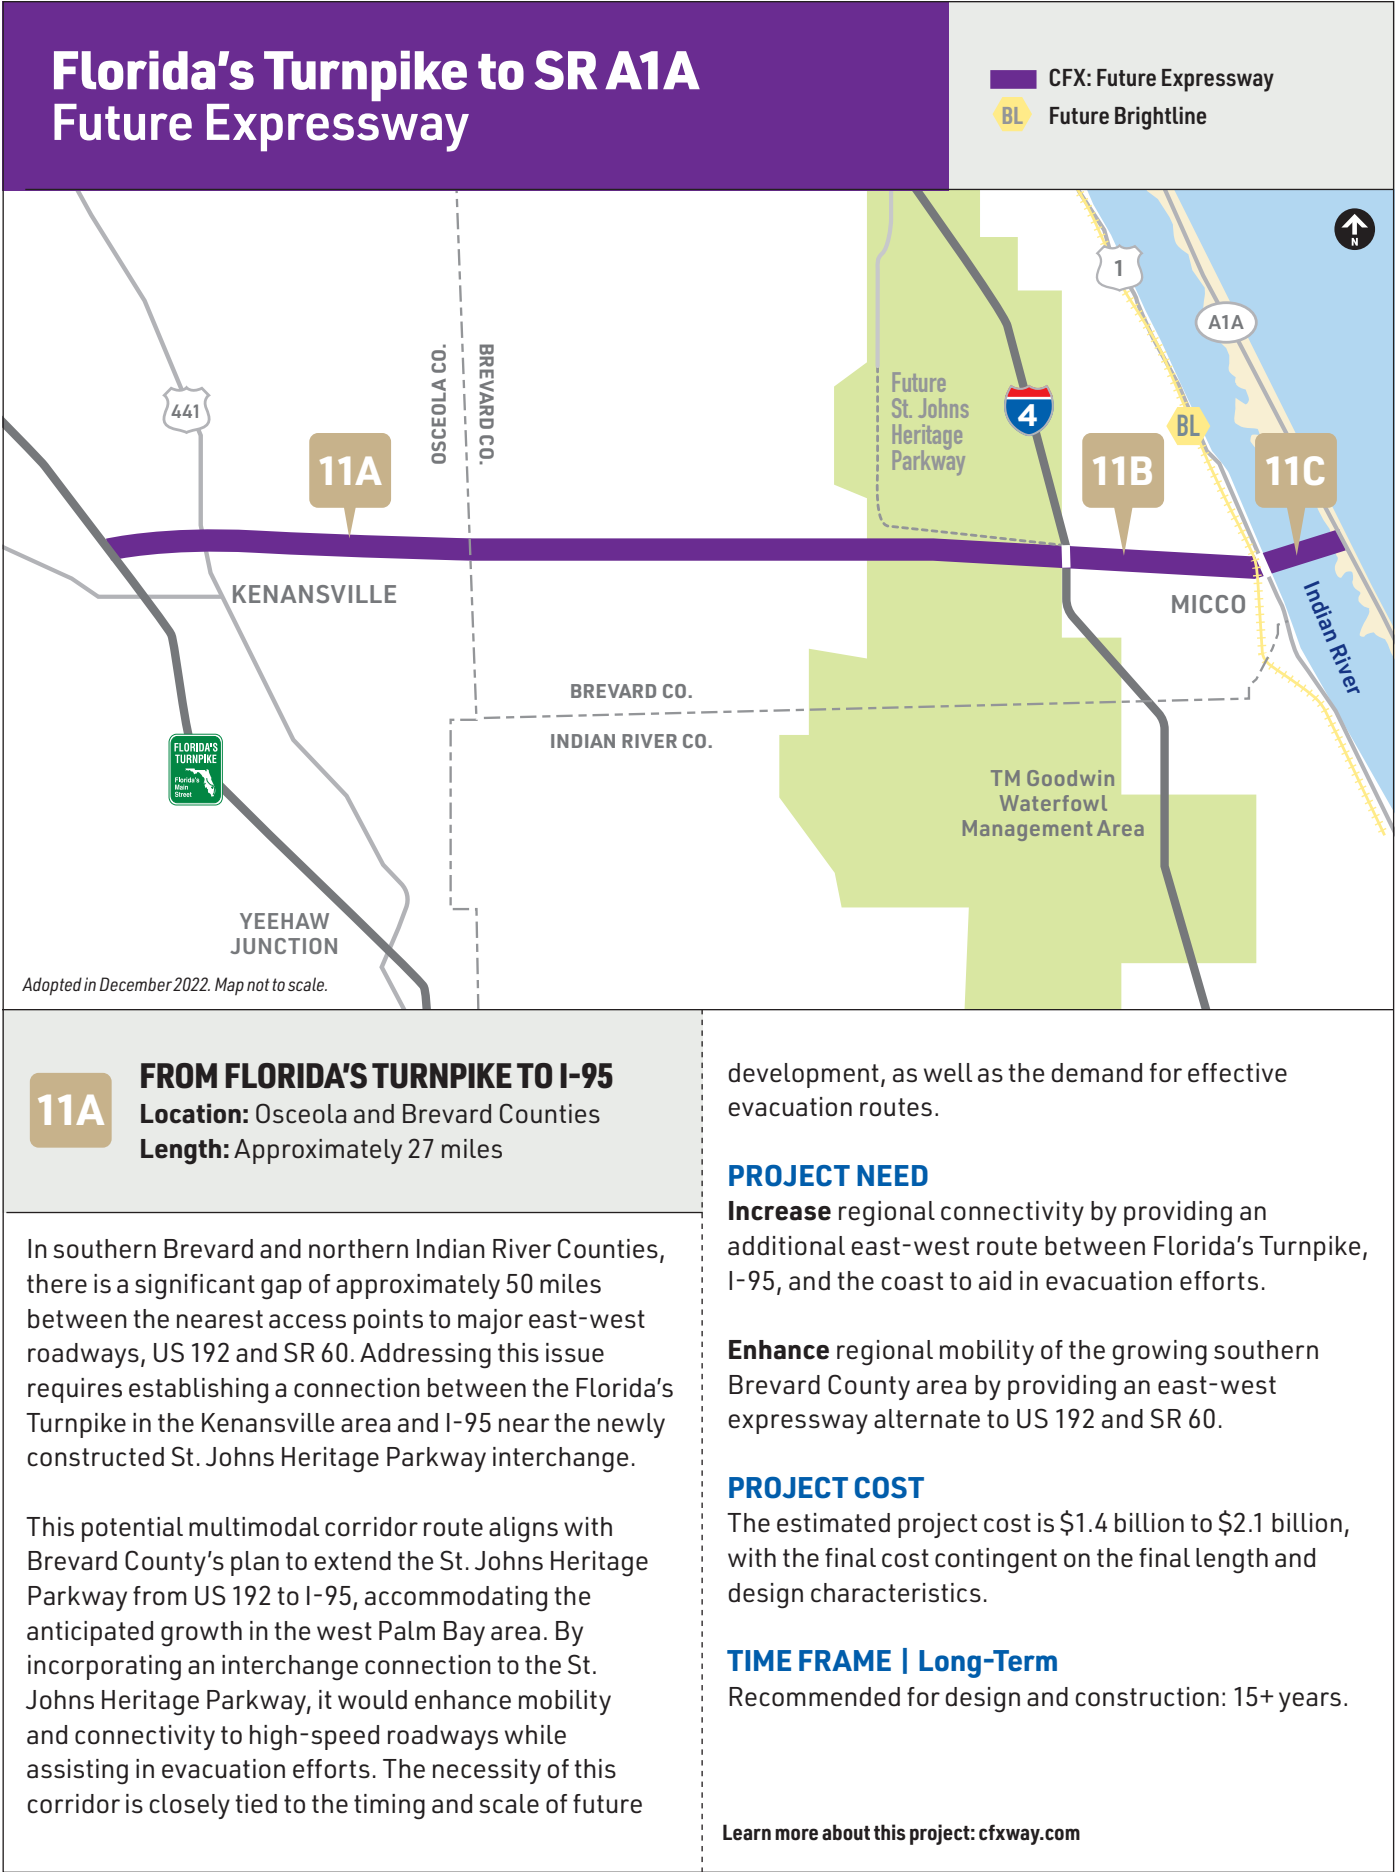 Florida's Turnpike to SR A1A
Future Expressway
CFX: Future Expressway
BL
Future Brightline
N
1
A1A
441
OSCEOLA CO.
BREVARD CO.
Future
St. Johns
Heritage
Parkway
4
BL
11A
11B
11C
KENANSVILLE
MICCO
Indian River
BREVARD CO.
INDIAN RIVER CO.
FLORIDA'S
TURNPIKE
Florida's
Main
Street
TM Goodwin
Waterfowl
Management Area
YEEHAW
JUNCTION
Adopted in December 2022. Map not to scale.
11A
FROM FLORIDA'S TURNPIKE TO I-95
Location: Osceola and Brevard Counties
Length: Approximately 27 miles
In southern Brevard and northern Indian River Counties,
there is a significant gap of approximately 50 miles
between the nearest access points to major east-west
roadways, US 192 and SR 60. Addressing this issue
requires establishing a connection between the Florida's
Turnpike in the Kenansville area and I-95 near the newly
constructed St. Johns Heritage Parkway interchange.
This potential multimodal corridor route aligns with
Brevard County's plan to extend the St. Johns Heritage
Parkway from US 192 to I-95, accommodating the
anticipated growth in the west Palm Bay area. By
incorporating an interchange connection to the St.
Johns Heritage Parkway, it would enhance mobility
and connectivity to high-speed roadways while
assisting in evacuation efforts. The necessity of this
corridor is closely tied to the timing and scale of future
development, as well as the demand for effective
evacuation routes.
PROJECT NEED
Increase regional connectivity by providing an
additional east-west route between Florida's Turnpike,
I-95, and the coast to aid in evacuation efforts.
Enhance regional mobility of the growing southern
Brevard County area by providing an east-west
expressway alternate to US 192 and SR 60.
PROJECT COST
The estimated project cost is $1.4 billion to $2.1 billion,
with the final cost contingent on the final length and
design characteristics.
TIME FRAME | Long-Term
Recommended for design and construction: 15+ years.
Learn more about this project: cfxway.com